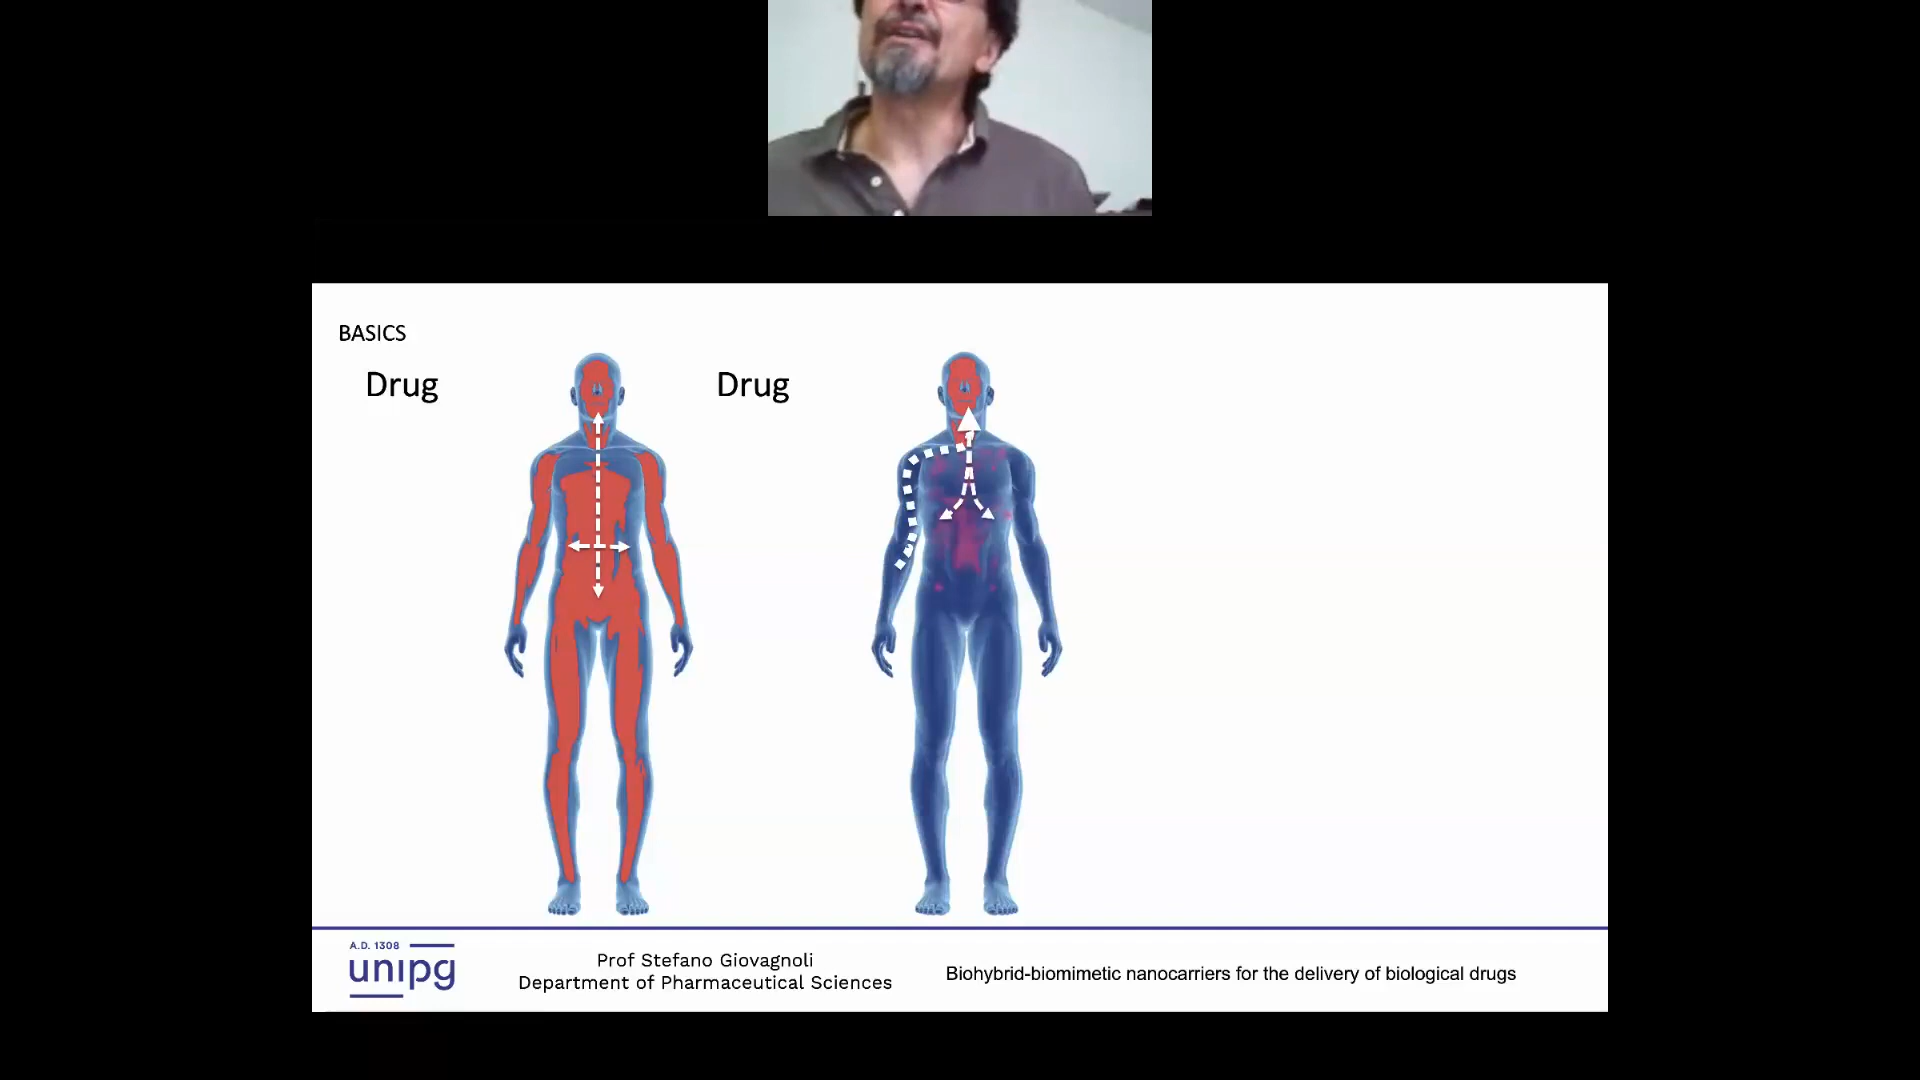 BASICS
Drug
Drug
A.D. 1308
unipg
Prof Stefano Giovagnoli
Department of Pharmaceutical Sciences
Biohybrid-biomimetic nanocarriers for the delivery of biological drugs